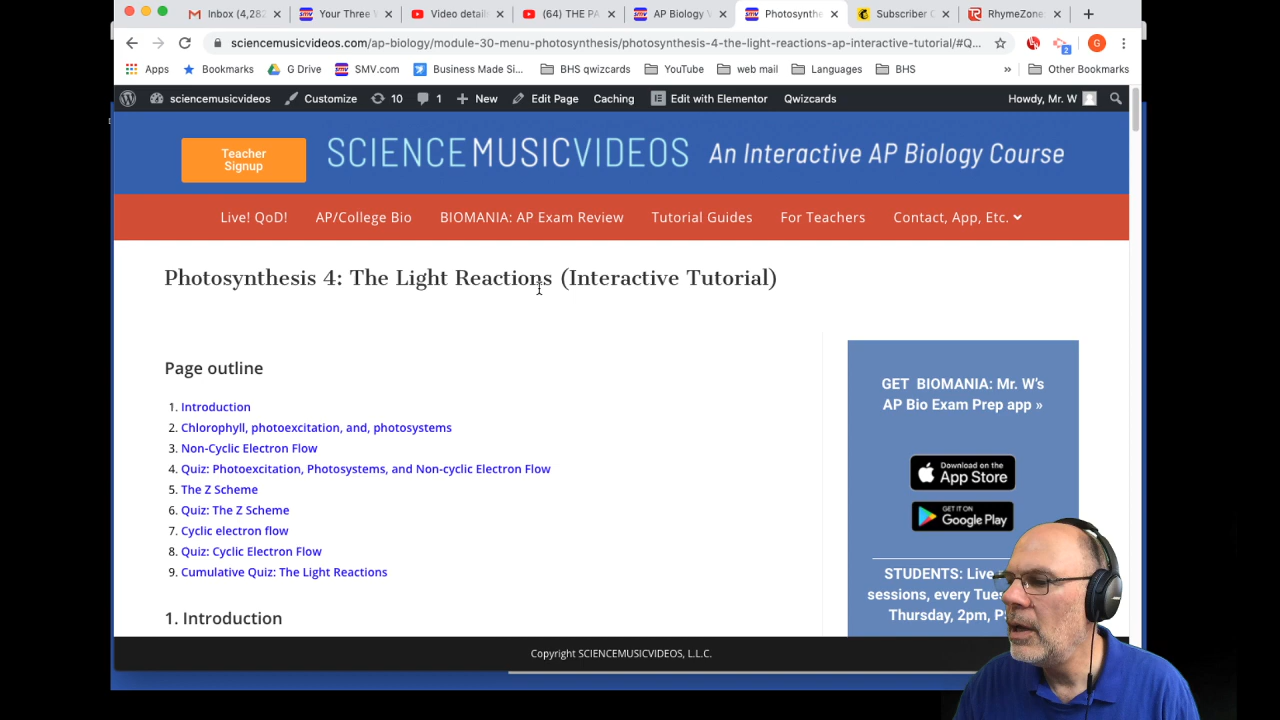 Inbox (4,282
Your Three
Video details
(64) THE PA
AP Biology
Photosynthe
Subscriber
RhymeZone
sciencemusicvideos.com/ap-biology/module-30-menu-photosynthesis/photosynthesis-4-the-light-reactions-ap-interactive-tutorial/#Q...
Apps Bookmarks G Drive SMV.com Business Made Si... BHS qwizcards YouTube web mail Languages BHS » Other Bookmarks
sciencemusicvideos Customize 10 1 New Edit Page Caching Edit with Elementor Qwizcards Howdy, Mr. W
Teacher
Signup
SCIENCEMUSICVIDEOS An Interactive AP Biology Course
Live! QoD! AP/College Bio BIOMANIA: AP Exam Review Tutorial Guides For Teachers Contact, App, Etc.
Photosynthesis 4: The Light Reactions (Interactive Tutorial)
Page outline
1. Introduction
2. Chlorophyll, photoexcitation, and, photosystems
3. Non-Cyclic Electron Flow
4. Quiz: Photoexcitation, Photosystems, and Non-cyclic Electron Flow
5. The Z Scheme
6. Quiz: The Z Scheme
7. Cyclic electron flow
8. Quiz: Cyclic Electron Flow
9. Cumulative Quiz: The Light Reactions
1. Introduction
GET BIOMANIA: Mr. W's
AP Bio Exam Prep app »
Download on the
App Store
GET IT ON
Google Play
STUDENTS: Live
sessions, every Tues
Thursday, 2pm, PS
Copyright SCIENCEMUSICVIDEOS, L.L.C.